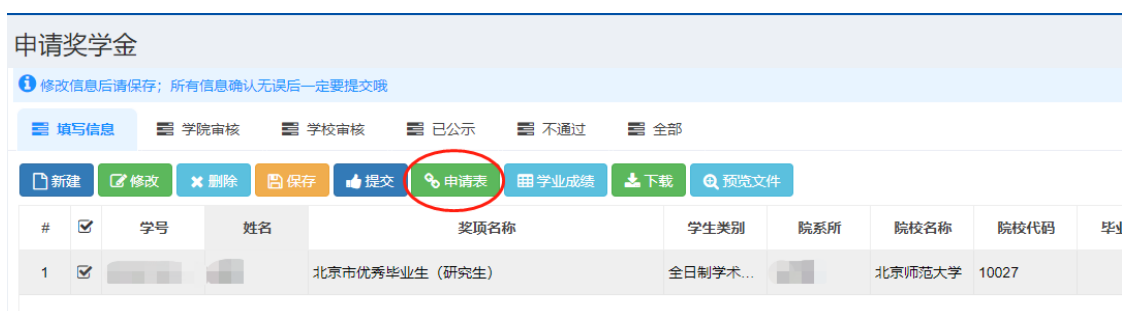 申请奖学金
修改信息后请保存；所有信息确认无误后一定要提交哦
填写信息 学院审核 学校审核 已公示 不通过 全部
新建 修改 删除 保存 提交 申请表 学业成绩 下载 预览文件
# 学号 姓名 奖项名称 学生类别 院系所 院校名称 院校代码
1 北京市优秀毕业生（研究生） 全日制学术... 北京师范大学 10027